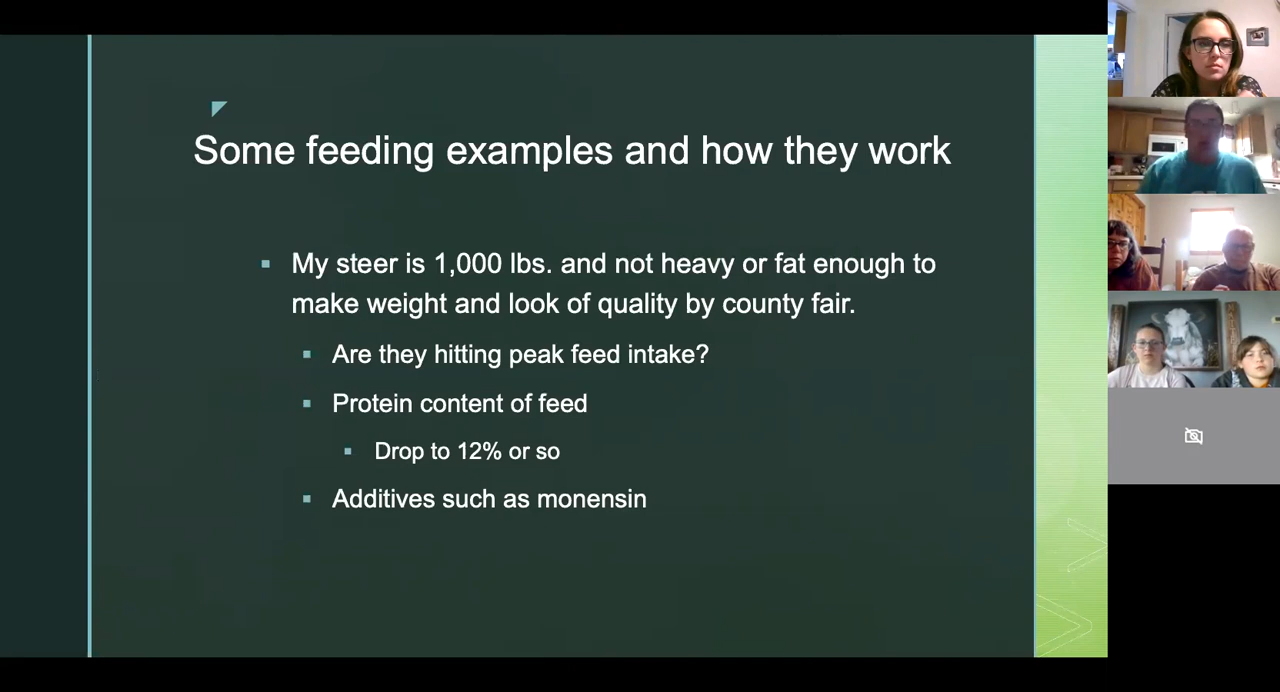 Some feeding examples and how they work
My steer is 1,000 lbs. and not heavy or fat enough to
make weight and look of quality by county fair.
Are they hitting peak feed intake?
Protein content of feed
Drop to 12% or so
Additives such as monensin